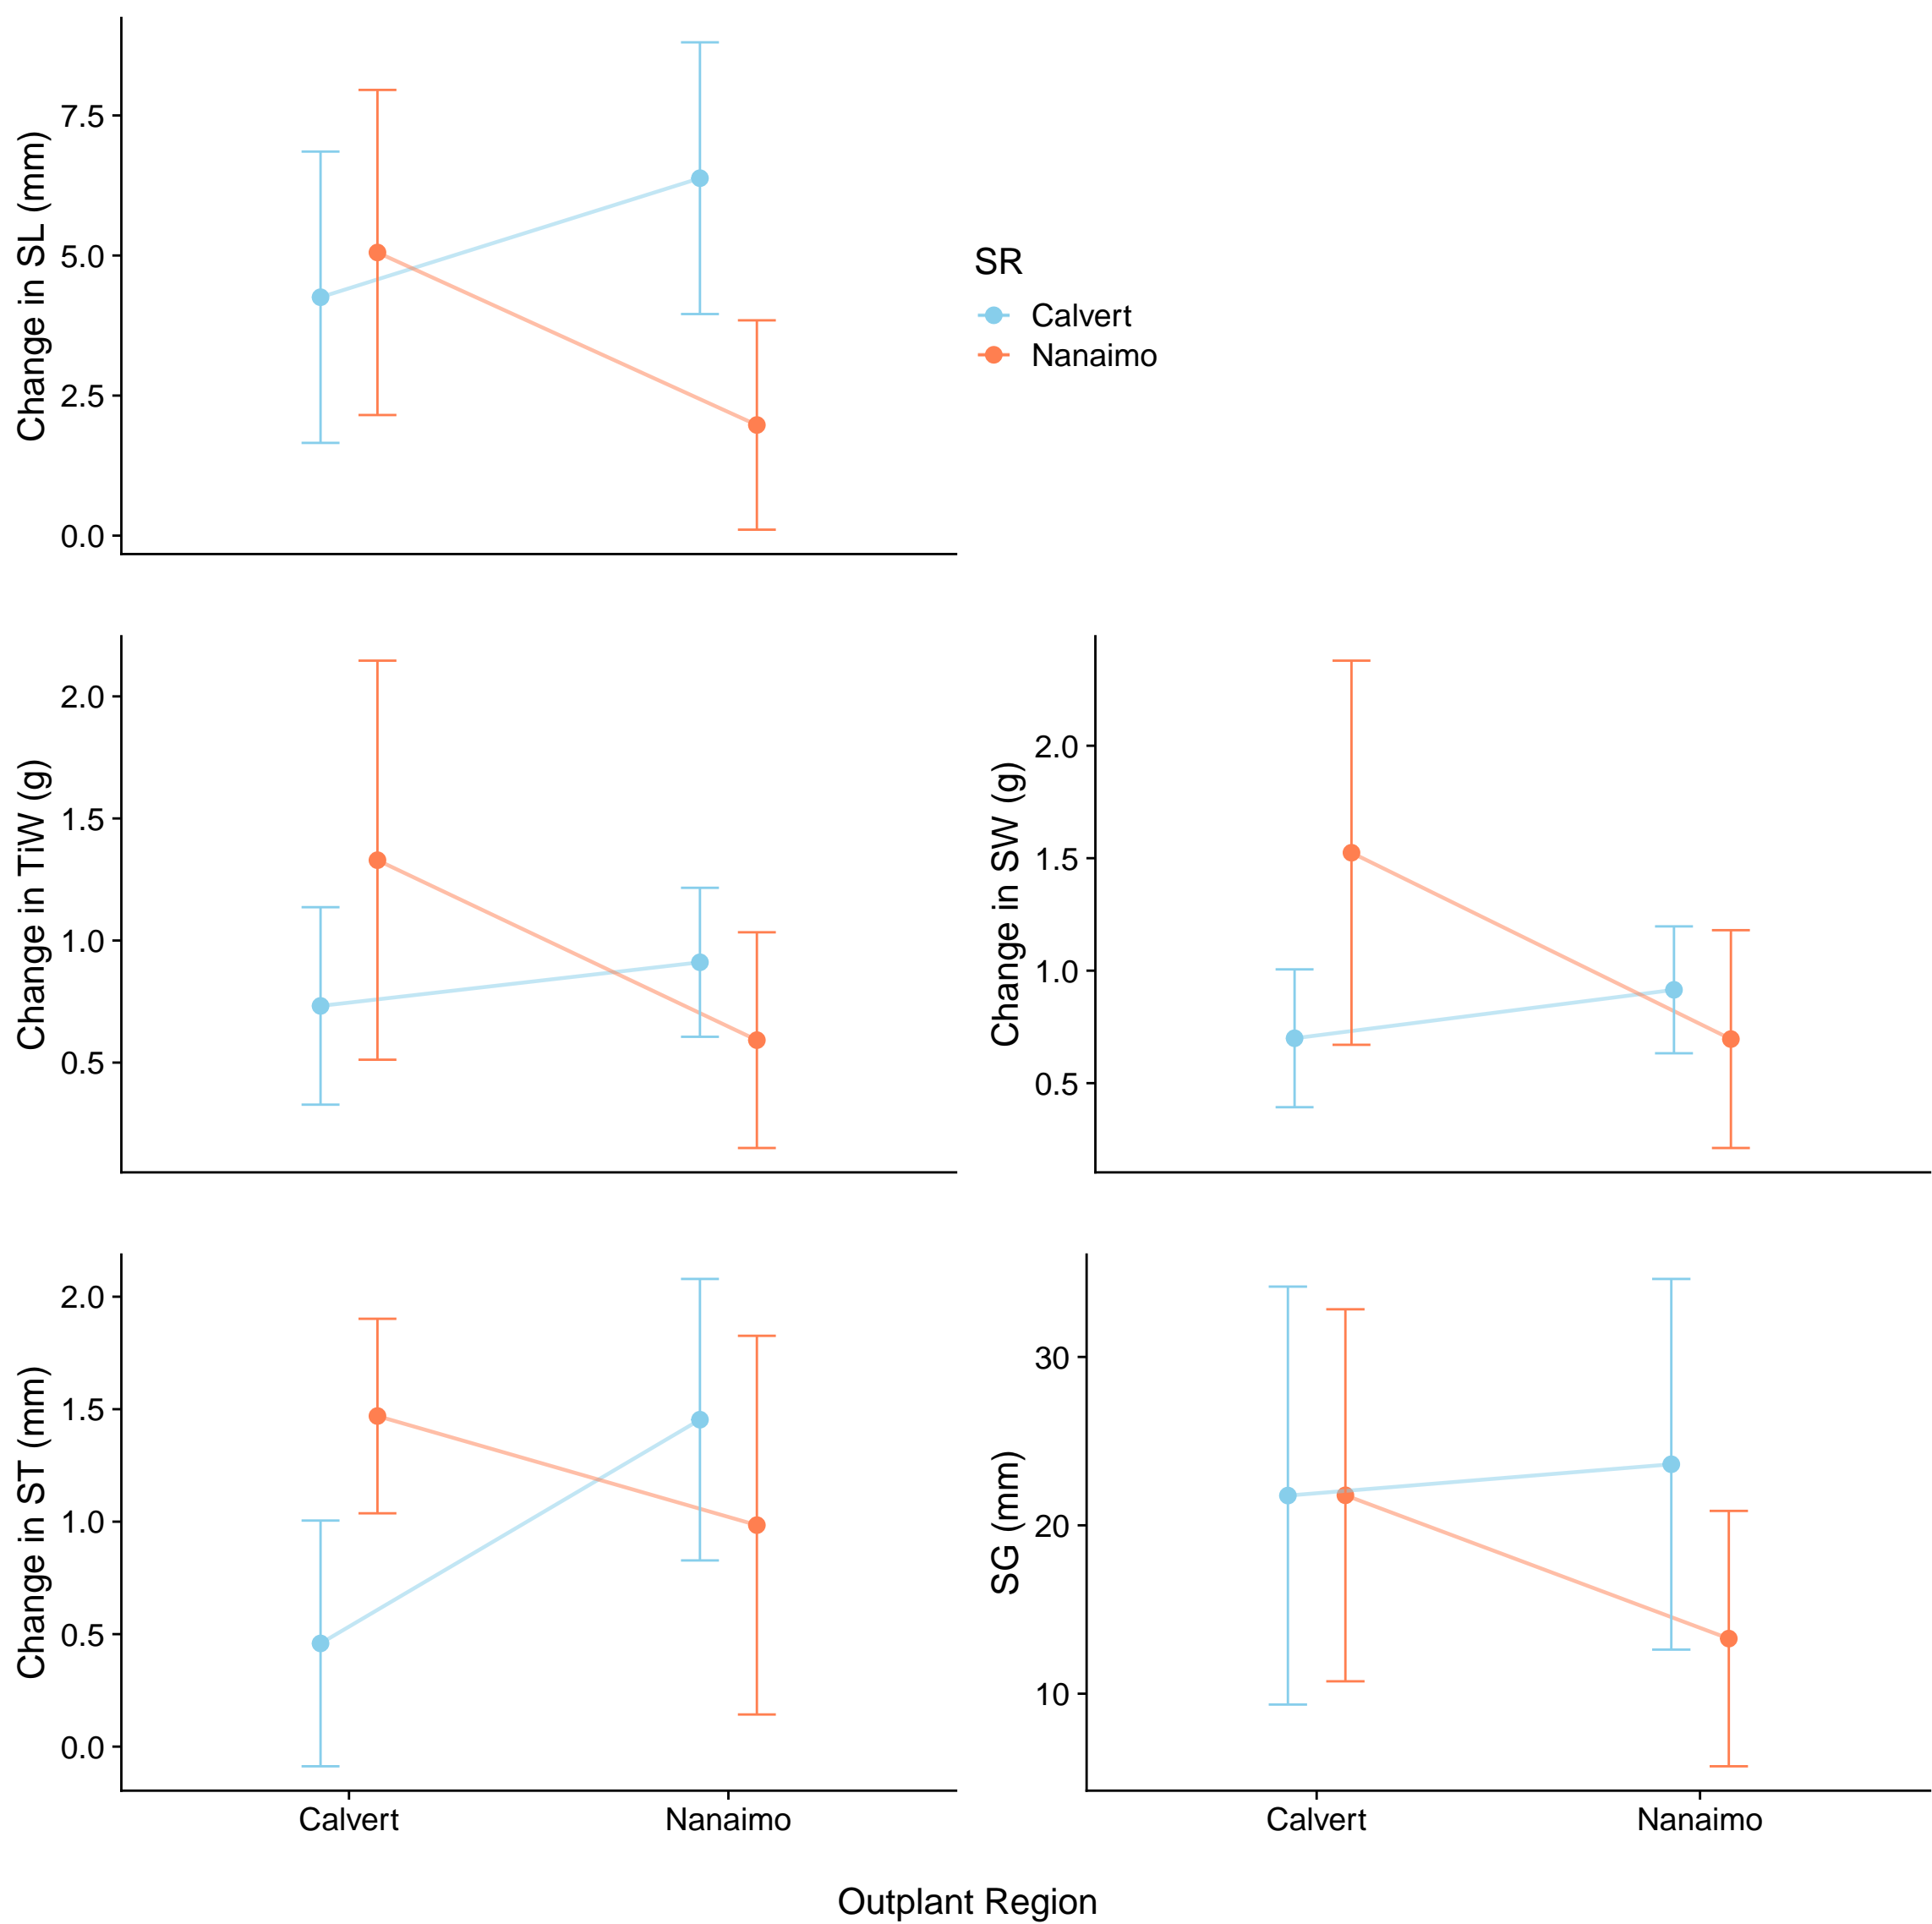 Change in SL (mm)
7.5
5.0
2.5
0.0
SR
Calvert
Nanaimo
Change in TiW (g)
2.0
1.5
1.0
0.5
Change in SW (g)
2.0
1.5
1.0
0.5
Change in ST (mm)
2.0
1.5
1.0
0.5
0.0
Calvert
Nanaimo
SG (mm)
30
20
10
Calvert
Nanaimo
Outplant Region